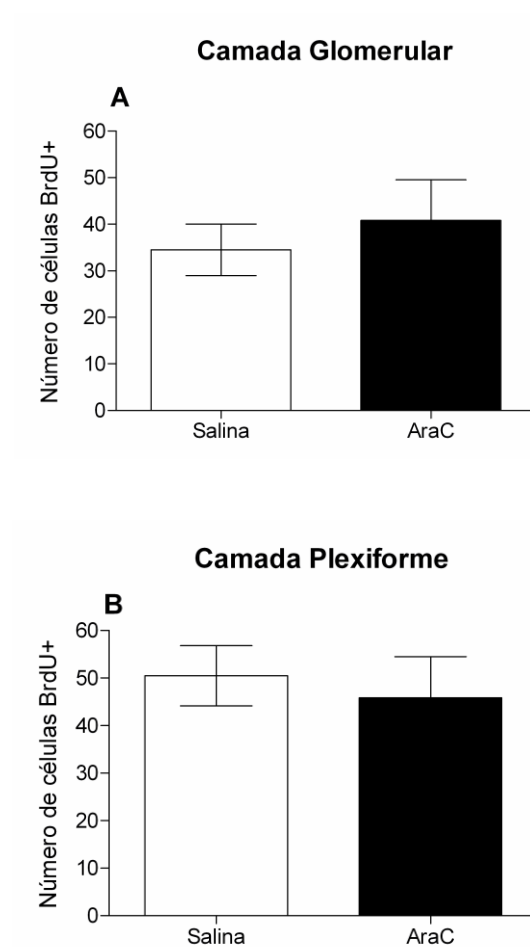 Camada Glomerular
A
Número de células BrdU+
60
50
40
30
20
10
0
Salina AraC
Camada Plexiforme
B
Número de células BrdU+
60
50
40
30
20
10
0
Salina AraC